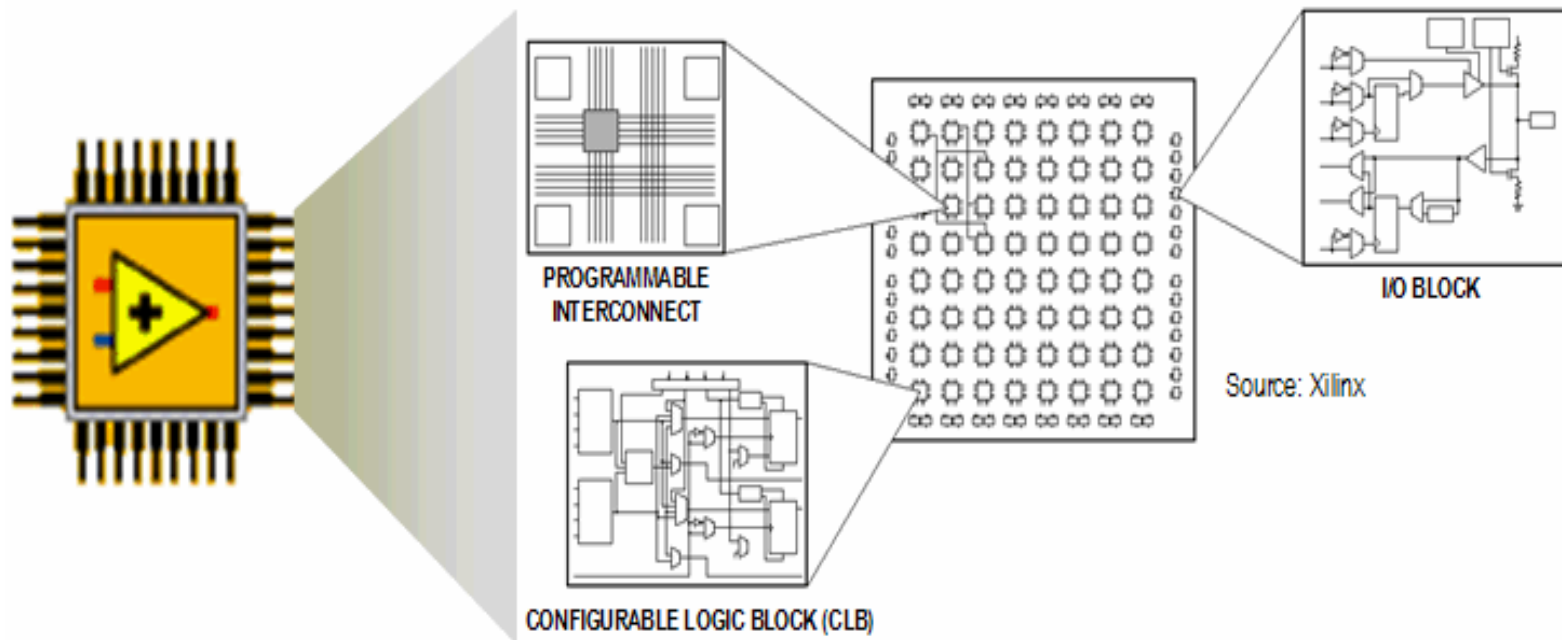 PROGRAMMABLE
INTERCONNECT
I/O BLOCK
Source: Xilinx
CONFIGURABLE LOGIC BLOCK (CLB)